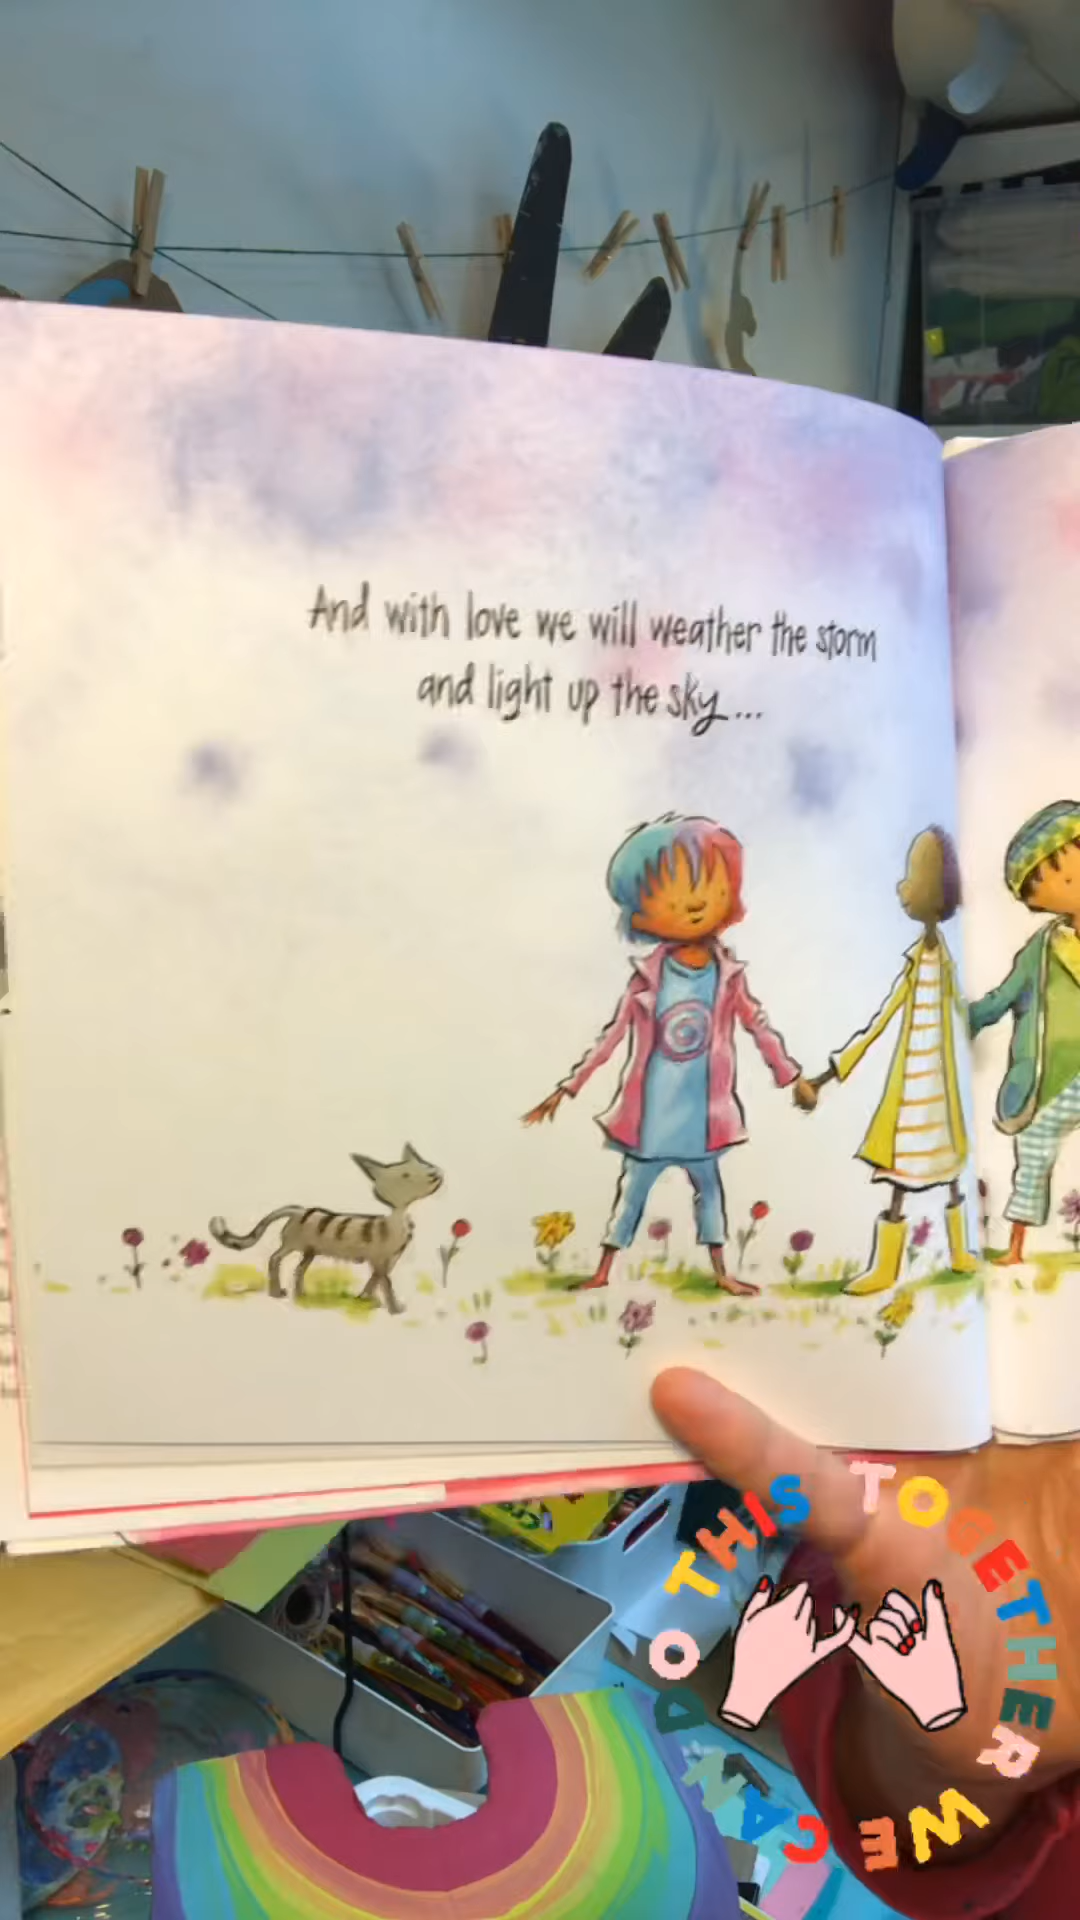 And with love we will weather the storm
and light up the sky...
WE CAN DO THIS TOGETHER